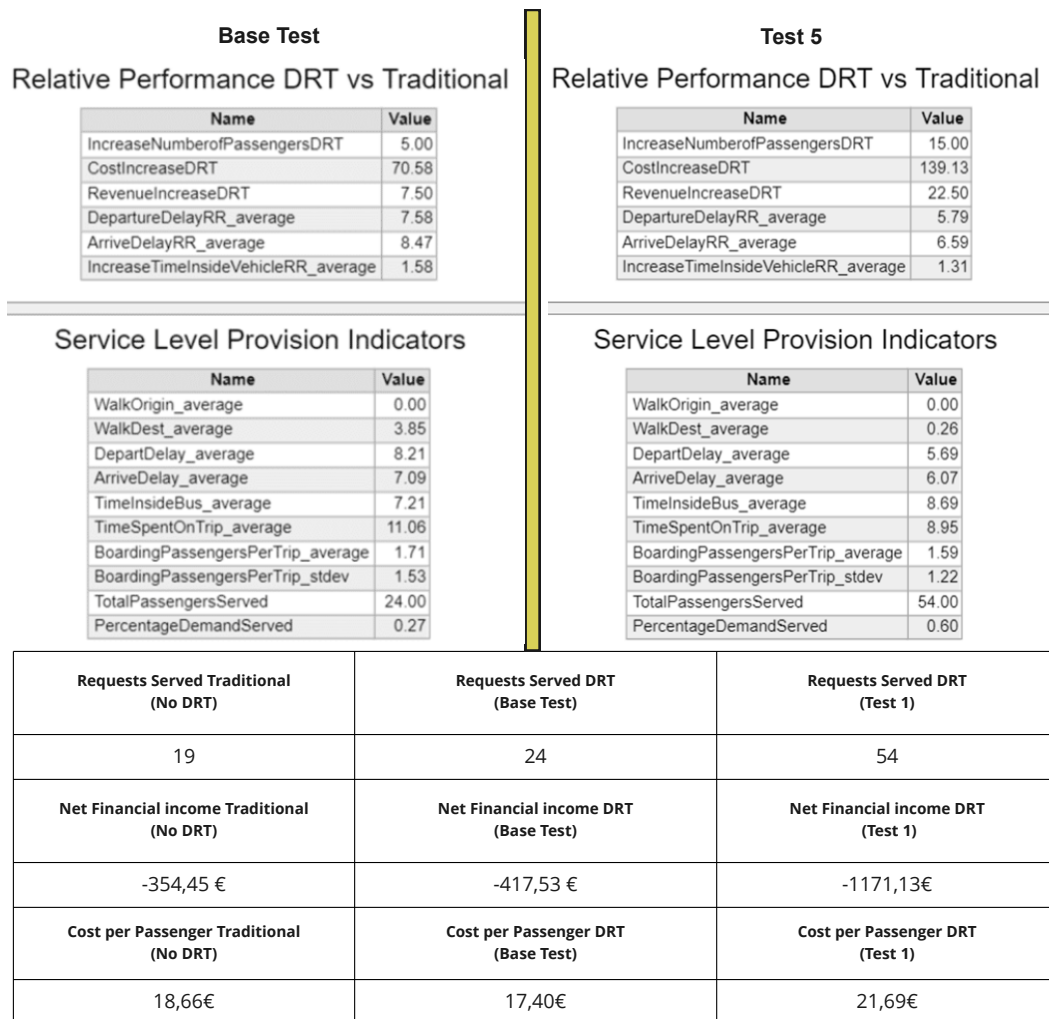 Base Test
Relative Performance DRT vs Traditional
Name Value
IncreaseNumberofPassengersDRT 5.00
CostIncreaseDRT 70.58
RevenueIncreaseDRT 7.50
DepartureDelayRR_average 7.58
ArriveDelayRR_average 8.47
IncreaseTimeInsideVehicleRR_average 1.58
Service Level Provision Indicators
Name Value
WalkOrigin_average 0.00
WalkDest_average 3.85
DepartDelay_average 8.21
ArriveDelay_average 7.09
TimeInsideBus_average 7.21
TimeSpentOnTrip_average 11.06
BoardingPassengersPerTrip_average 1.71
BoardingPassengersPerTrip_stdev 1.53
TotalPassengersServed 24.00
PercentageDemandServed 0.27
Test 5
Relative Performance DRT vs Traditional
Name Value
IncreaseNumberofPassengersDRT 15.00
CostIncreaseDRT 139.13
RevenueIncreaseDRT 22.50
DepartureDelayRR_average 5.79
ArriveDelayRR_average 6.59
IncreaseTimeInsideVehicleRR_average 1.31
Service Level Provision Indicators
Name Value
WalkOrigin_average 0.00
WalkDest_average 0.26
DepartDelay_average 5.69
ArriveDelay_average 6.07
TimeInsideBus_average 8.69
TimeSpentOnTrip_average 8.95
BoardingPassengersPerTrip_average 1.59
BoardingPassengersPerTrip_stdev 1.22
TotalPassengersServed 54.00
PercentageDemandServed 0.60
Requests Served Traditional Requests Served DRT Requests Served DRT
(No DRT) (Base Test) (Test 1)
19 24 54
Net Financial income Traditional Net Financial income DRT Net Financial income DRT
(No DRT) (Base Test) (Test 1)
-354,45 € -417,53 € -1171,13€
Cost per Passenger Traditional Cost per Passenger DRT Cost per Passenger DRT
(No DRT) (Base Test) (Test 1)
18,66€ 17,40€ 21,69€